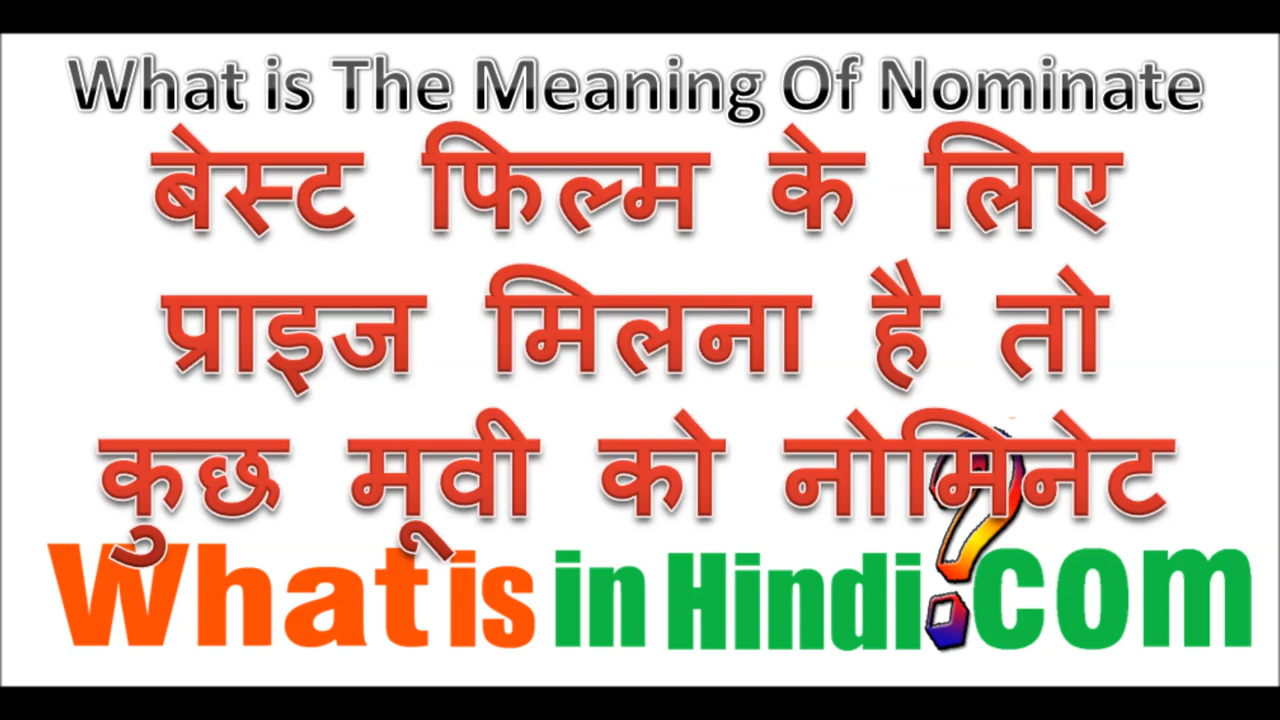 What is The Meaning Of Nominate
बेस्ट फिल्म के लिए
प्राइज मिलना है तो
कुछ मूवी को नोमिनेट
What is in Hindi?.com